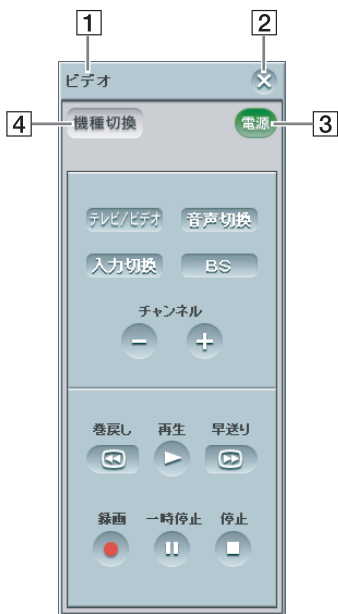 1 2
ビデオ
4 機種切換 電源 3
テレビ/ビデオ 音声切換
入力切換 BS
チャンネル
− +
巻戻し 再生 早送り
録画 一時停止 停止